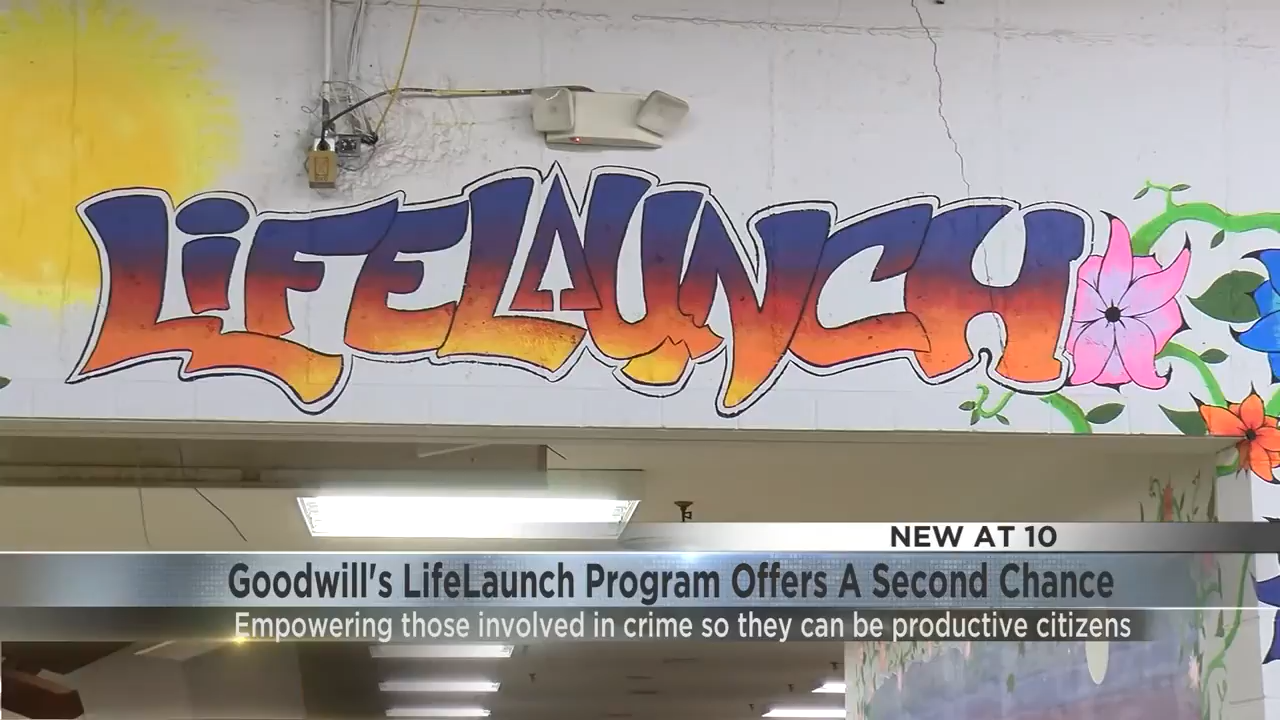 LiFELAUNCH
NEW AT 10
Goodwill's LifeLaunch Program Offers A Second Chance
Empowering those involved in crime so they can be productive citizens